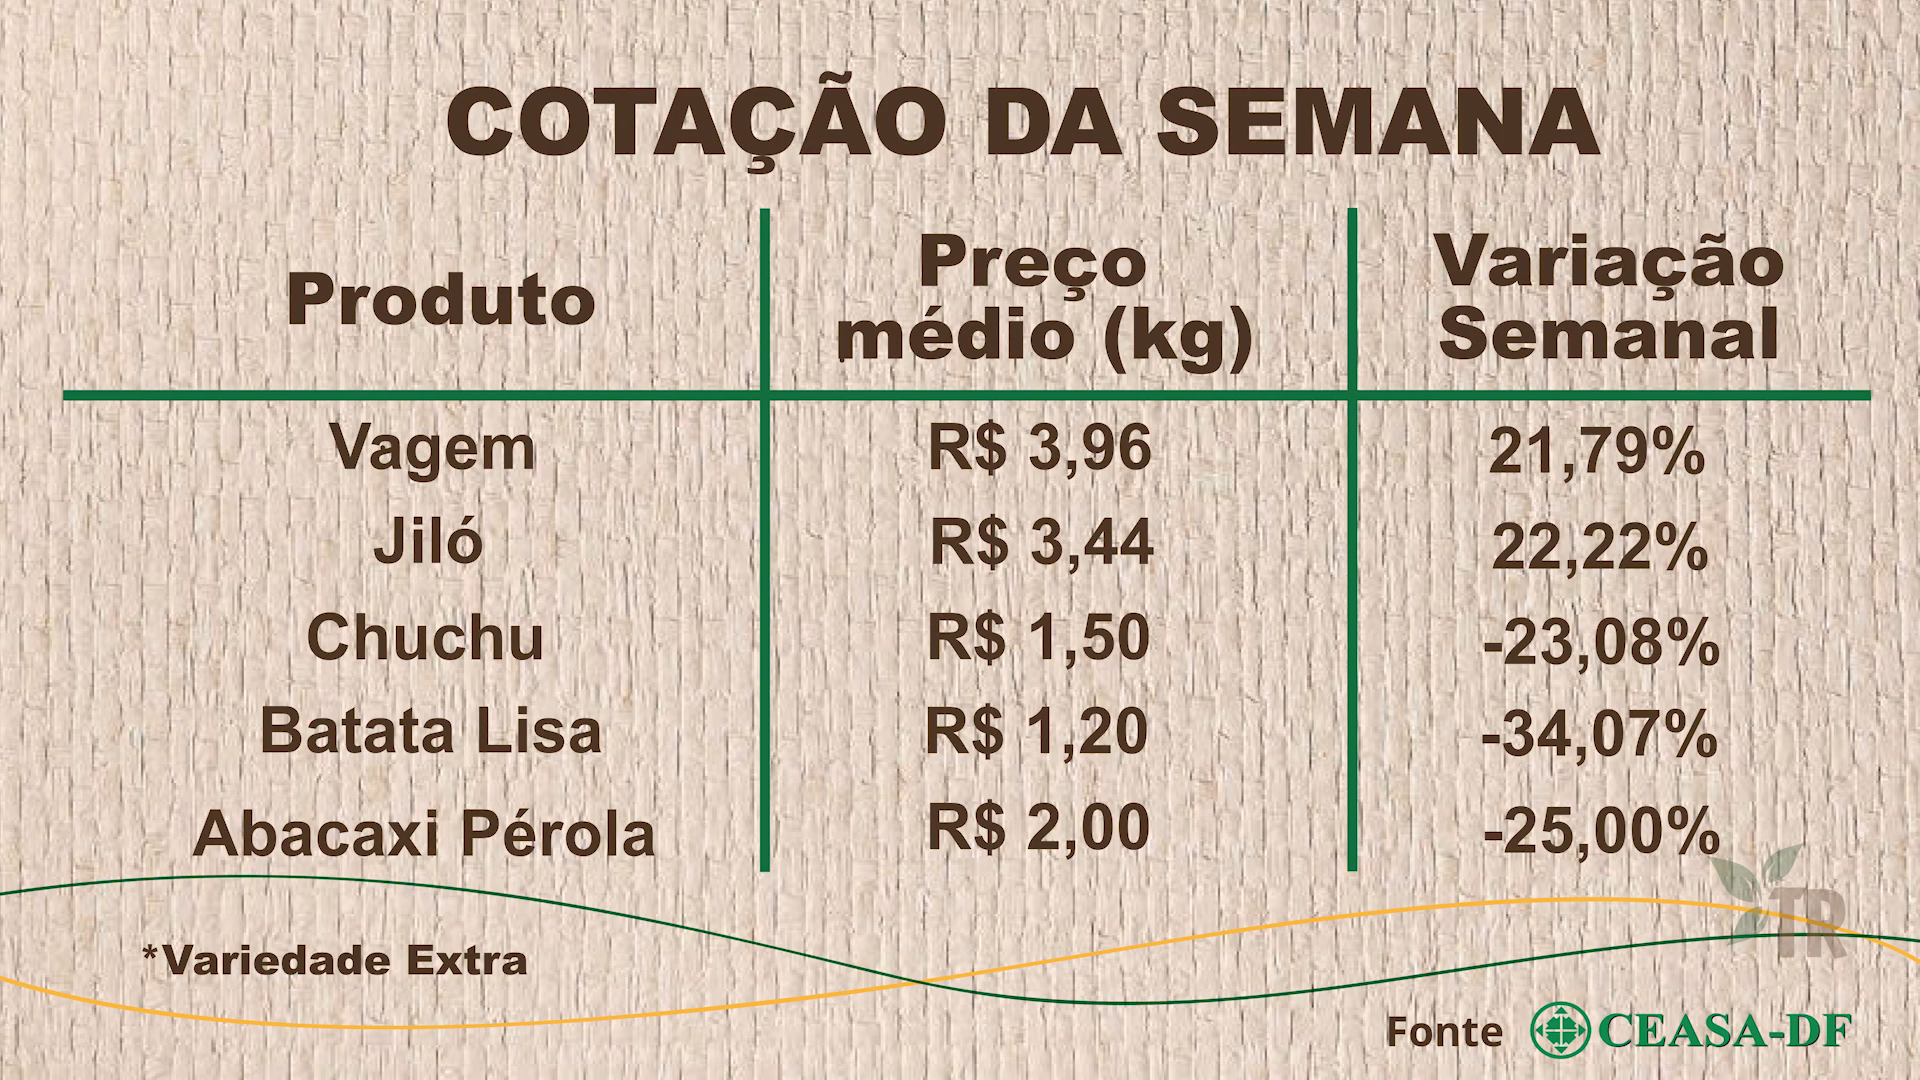 COTAÇÃO DA SEMANA
Produto
Preço
médio (kg)
Variação
Semanal
Vagem R$ 3,96 21,79%
Jiló R$ 3,44 22,22%
Chuchu R$ 1,50 -23,08%
Batata Lisa R$ 1,20 -34,07%
Abacaxi Pérola R$ 2,00 -25,00%
TR
*Variedade Extra
Fonte CEASA-DF